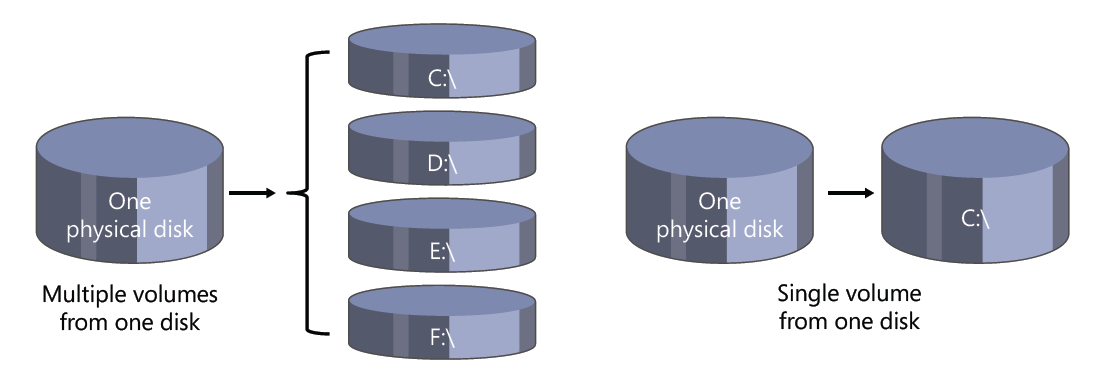 One
physical disk
Multiple volumes
from one disk
C:\
D:\
E:\
F:\
One
physical disk
C:\
Single volume
from one disk